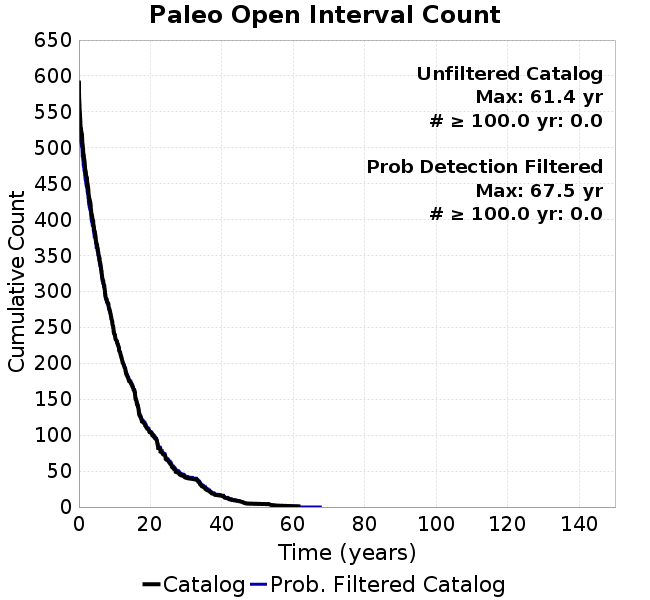 Paleo Open Interval Count
Cumulative Count
650
600
550
500
450
400
350
300
250
200
150
100
50
0
Unfiltered Catalog
Max: 61.4 yr
# ≥ 100.0 yr: 0.0
Prob Detection Filtered
Max: 67.5 yr
# ≥ 100.0 yr: 0.0
0 20 40 60 80 100 120 140
Time (years)
Catalog Prob. Filtered Catalog